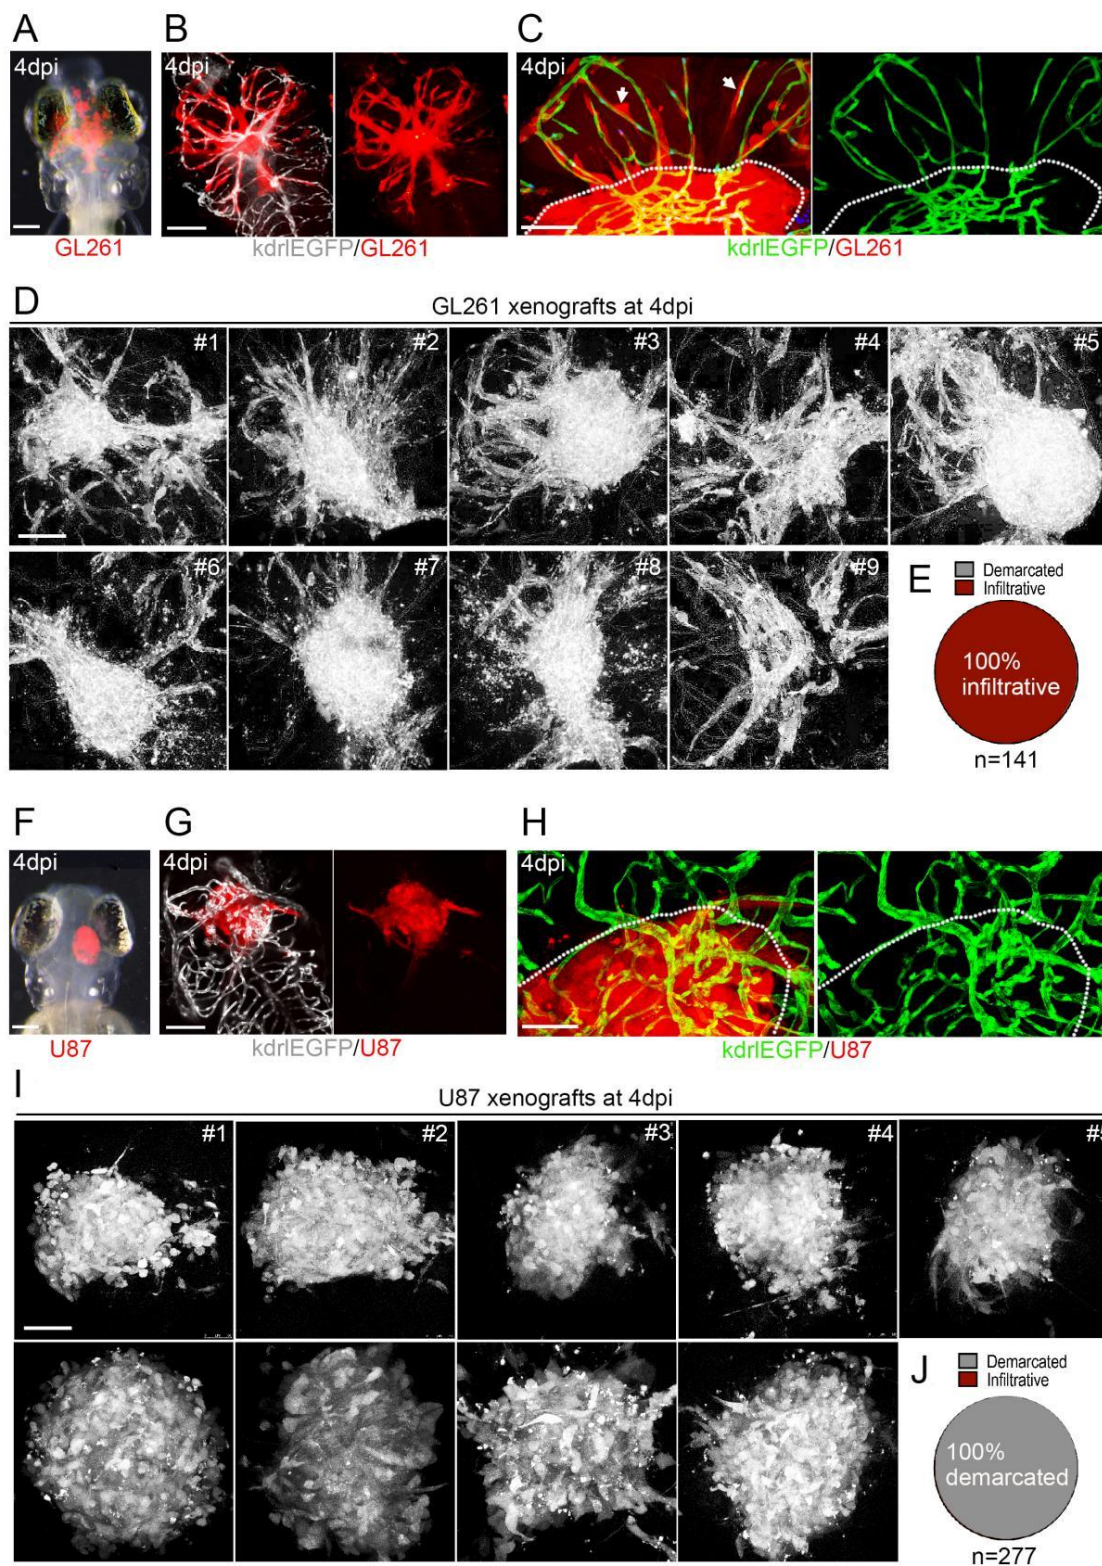 A
B
C
4dpi
4dpi
4dpi
GL261
kdrlEGFP/GL261
kdrlEGFP/GL261
D
GL261 xenografts at 4dpi
#1
#2
#3
#4
#5
#6
#7
#8
#9
E
Demarcated
Infiltrative
100%
infiltrative
n=141
F
G
H
4dpi
4dpi
4dpi
U87
kdrlEGFP/U87
kdrlEGFP/U87
I
U87 xenografts at 4dpi
#1
#2
#3
#4
#5
J
Demarcated
Infiltrative
100%
demarcated
n=277